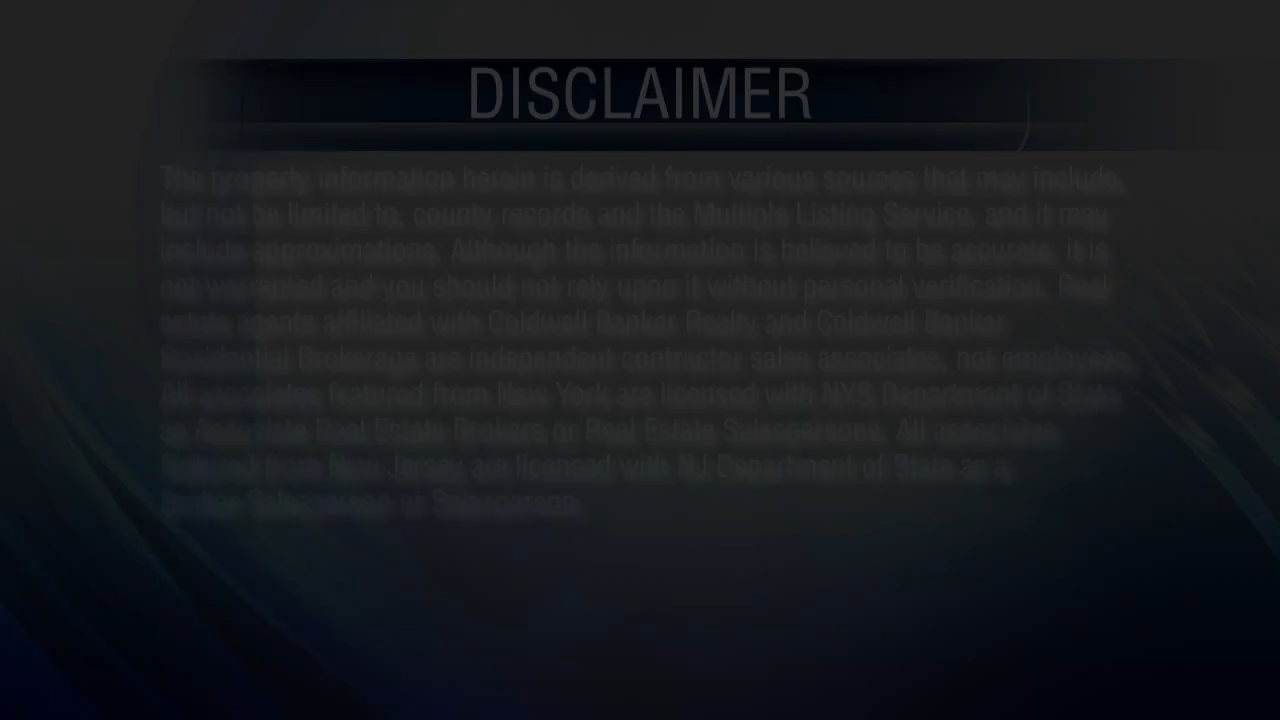 DISCLAIMER
The property information herein is derived from various sources that may include,
but not be limited to, county records and the Multiple Listing Service, and it may
include approximations. Although the information is believed to be accurate, it is
not warranted and you should not rely upon it without personal verification. Real
estate agents affiliated with Coldwell Banker Realty and Coldwell Banker
Residential Brokerage are independent contractor sales associates, not employees.
All associates featured from New York are licensed with NYS Department of State
as Associate Real Estate Brokers or Real Estate Salespersons. All associates
featured from New Jersey are licensed with NJ Department of State as a
Broker Salesperson or Salesperson.